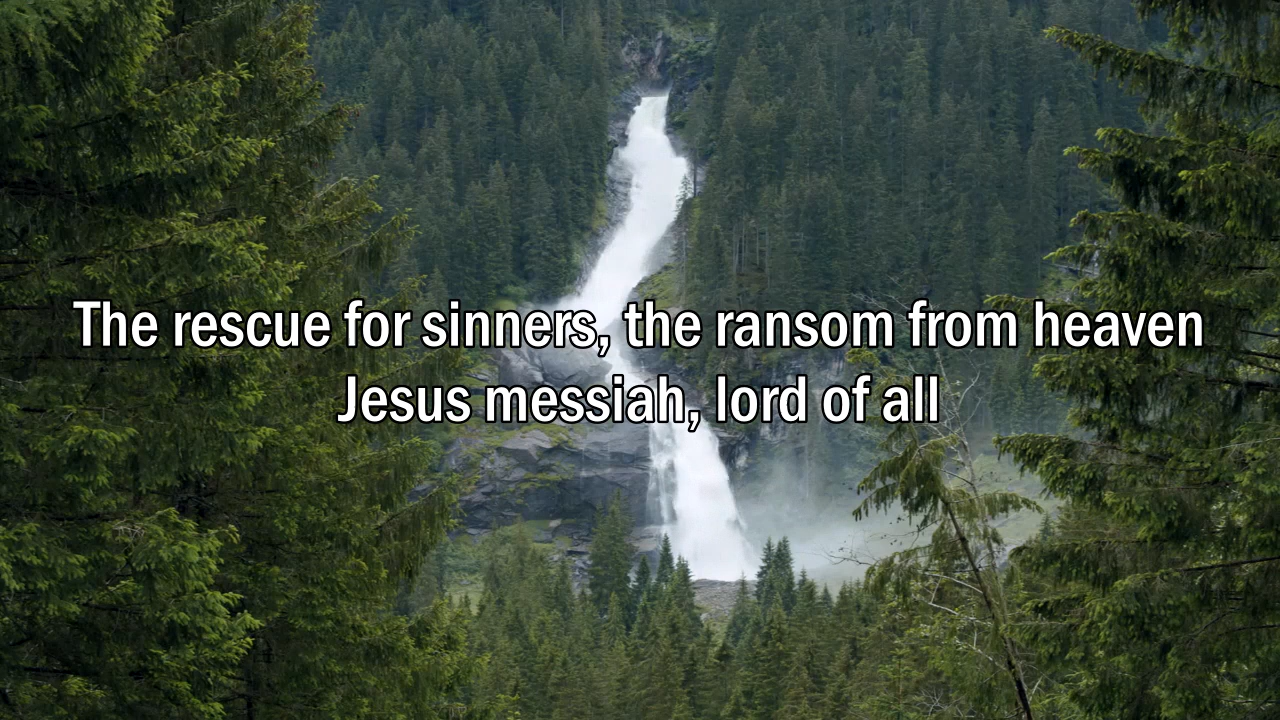 The rescue for sinners, the ransom from heaven
Jesus messiah, lord of all